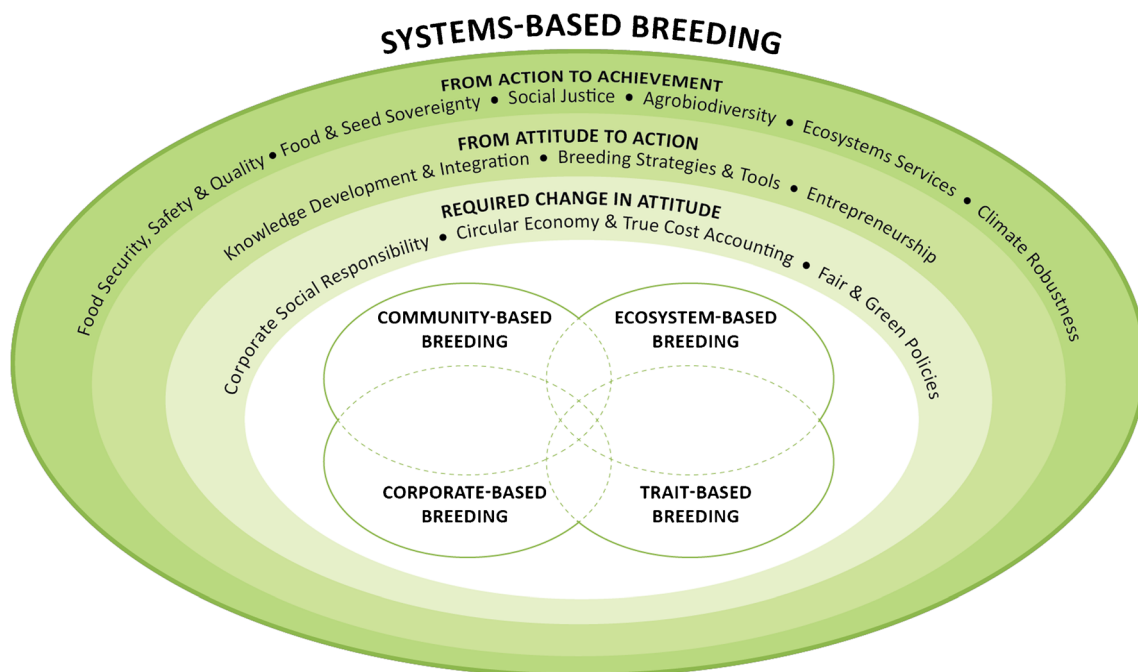 SYSTEMS-BASED BREEDING
FROM ACTION TO ACHIEVEMENT
Food Security, Safety & Quality • Food & Seed Sovereignty • Social Justice • Agrobiodiversity • Ecosystems Services • Climate Robustness
FROM ATTITUDE TO ACTION
Knowledge Development & Integration • Breeding Strategies & Tools • Entrepreneurship
REQUIRED CHANGE IN ATTITUDE
Corporate Social Responsibility • Circular Economy & True Cost Accounting • Fair & Green Policies
COMMUNITY-BASED
BREEDING
ECOSYSTEM-BASED
BREEDING
CORPORATE-BASED
BREEDING
TRAIT-BASED
BREEDING